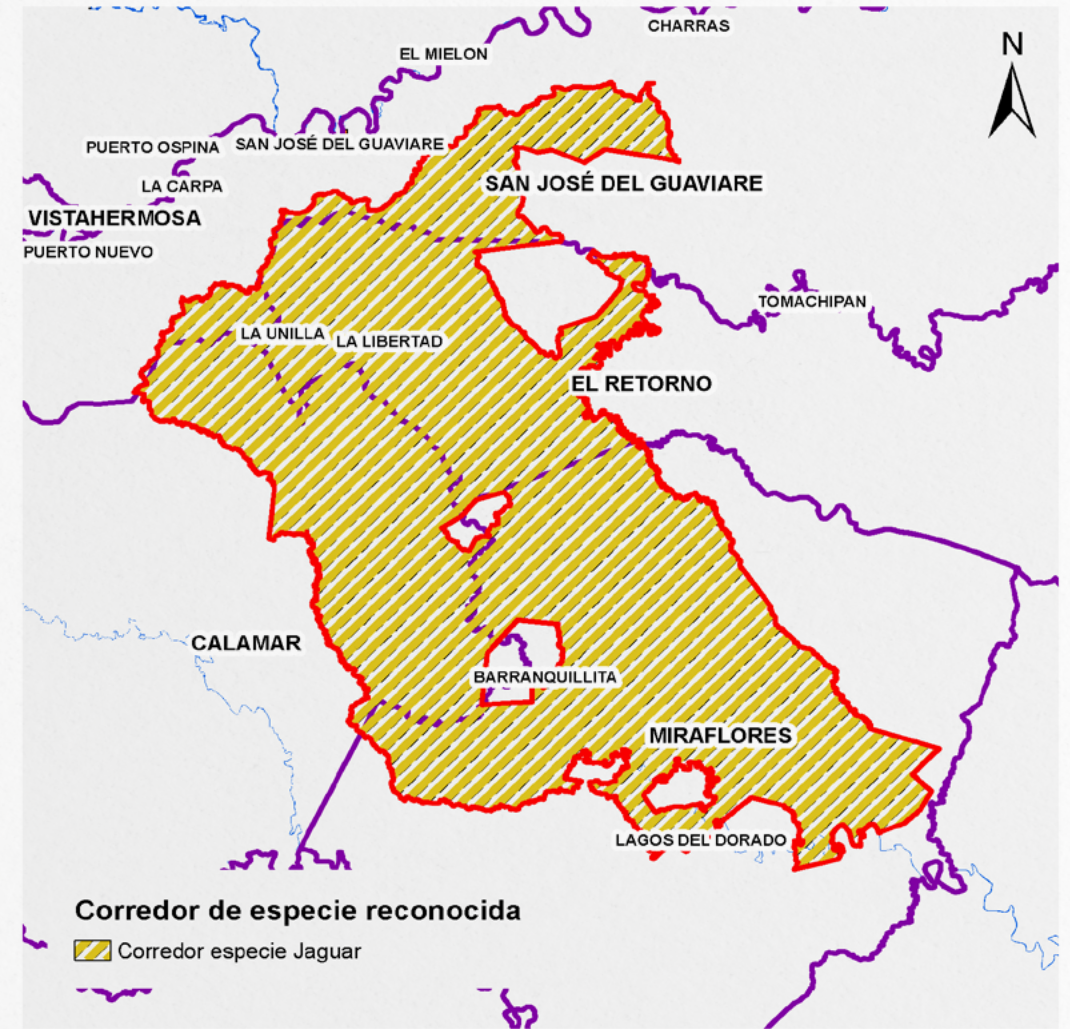 CHARRAS
N
EL MIELON
PUERTO OSPINA
SAN JOSÉ DEL GUAVIARE
LA CARPA
SAN JOSÉ DEL GUAVIARE
VISTAHERMOSA
PUERTO NUEVO
TOMACHIPAN
LA UNILLA
LA LIBERTAD
EL RETORNO
CALAMAR
BARRANQUILLITA
MIRAFLORES
LAGOS DEL DORADO
Corredor de especie reconocida
Corredor especie Jaguar